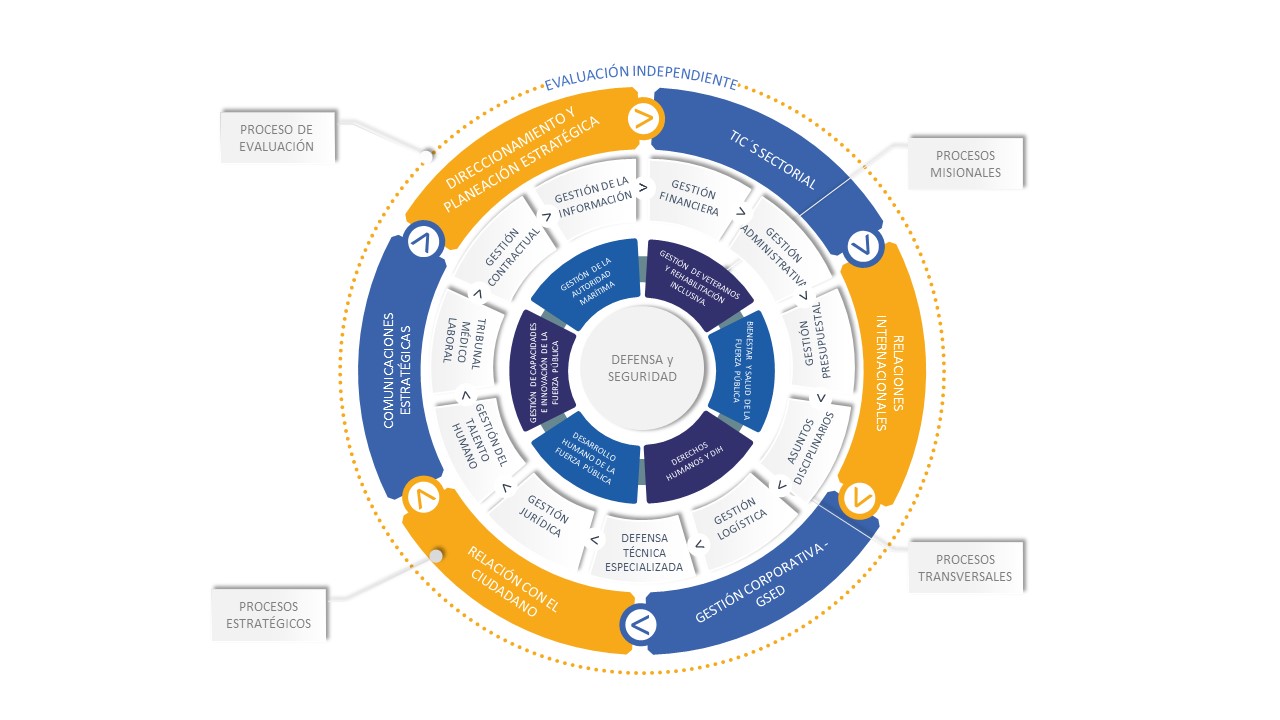 EVALUACIÓN INDEPENDIENTE
PROCESO DE
EVALUACIÓN
PROCESOS
MISIONALES
DIRECCIONAMIENTO Y
PLANEACIÓN ESTRATÉGICA
TIC´S SECTORIAL
RELACIONES
INTERNACIONALES
GESTIÓN CORPORATIVA -
GSED
RELACIÓN CON EL
CIUDADANO
COMUNICACIONES
ESTRATÉGICAS
GESTIÓN DE LA
INFORMACIÓN
GESTIÓN
FINANCIERA
GESTIÓN
ADMINISTRATIVA
GESTIÓN
PRESUPUESTAL
ASUNTOS
DISCIPLINARIOS
GESTIÓN
LOGÍSTICA
DEFENSA
TÉCNICA
ESPECIALIZADA
GESTIÓN
JURÍDICA
GESTIÓN DEL
TALENTO
HUMANO
TRIBUNAL
MÉDICO
LABORAL
GESTIÓN
CONTRACTUAL
GESTIÓN DE LA
AUTORIDAD
MARÍTIMA
GESTIÓN DE VETERANOS
Y REHABILITACIÓN
INCLUSIVA.
BIENESTAR Y SALUD DE LA
FUERZA PÚBLICA
DERECHOS
HUMANOS Y DIH
DESARROLLO
HUMANO DE LA
FUERZA PÚBLICA
GESTIÓN DE CAPACIDADES
E INNOVACIÓN DE LA
FUERZA PÚBLICA
DEFENSA y
SEGURIDAD
PROCESOS
TRANSVERSALES
PROCESOS
ESTRATÉGICOS